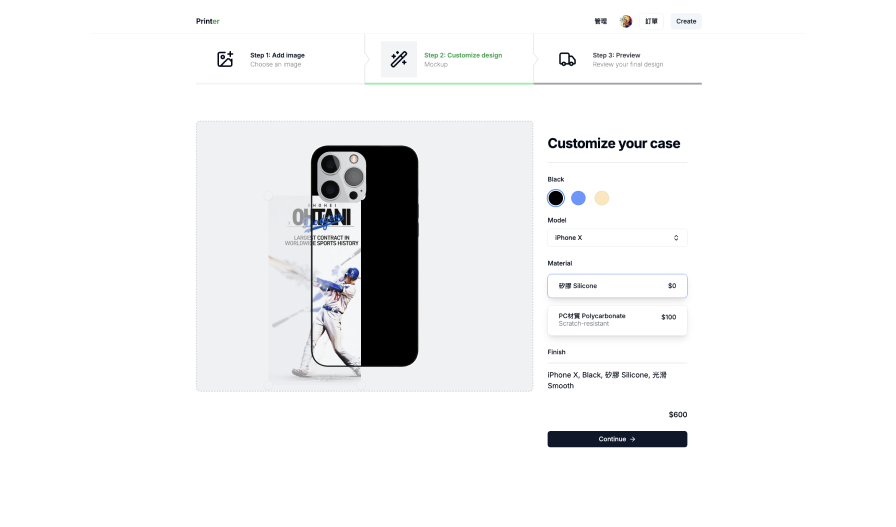 Printer
管理
訂單
Create
Step 1: Add image
Choose an image
Step 2: Customize design
Mockup
Step 3: Preview
Review your final design
SHOHEI
OHTANI
LARGEST CONTRACT IN
WORLDWIDE SPORTS HISTORY
Customize your case
Black
Model
iPhone X
Material
矽膠 Silicone
$0
PC材質 Polycarbonate
Scratch-resistant
$100
Finish
iPhone X, Black, 矽膠 Silicone, 光滑
Smooth
$600
Continue →